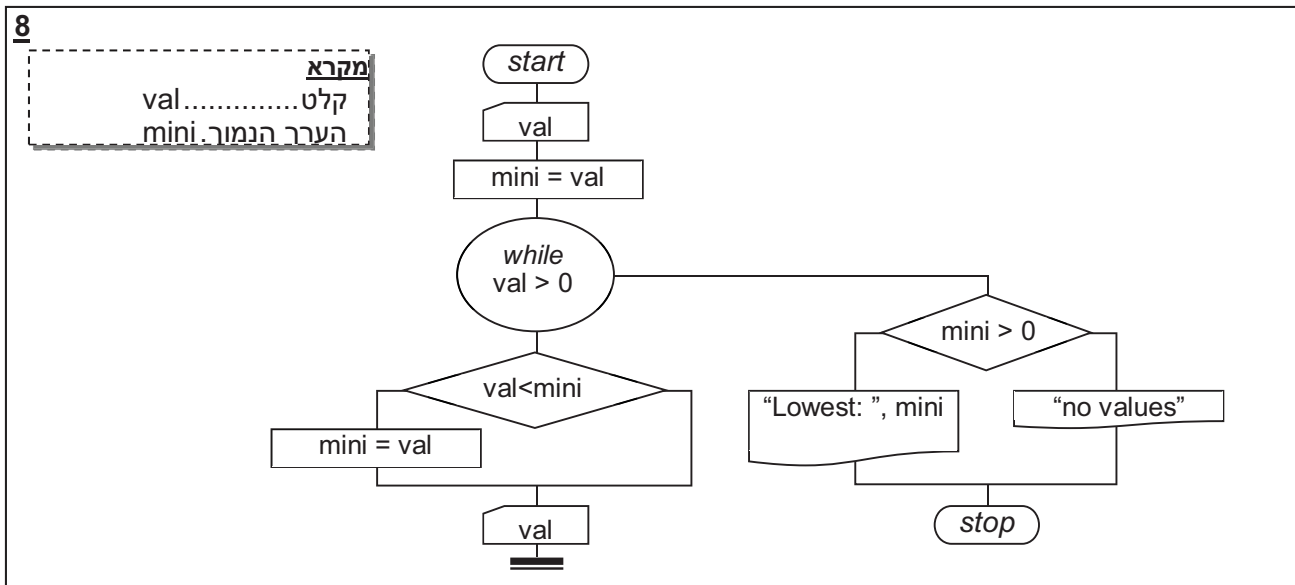 8
מקרא
קלט..............val
הערך הנמוך.mini
start
val
mini = val
while
val > 0
val<mini
mini = val
val
mini > 0
“Lowest: ”, mini
“no values”
stop